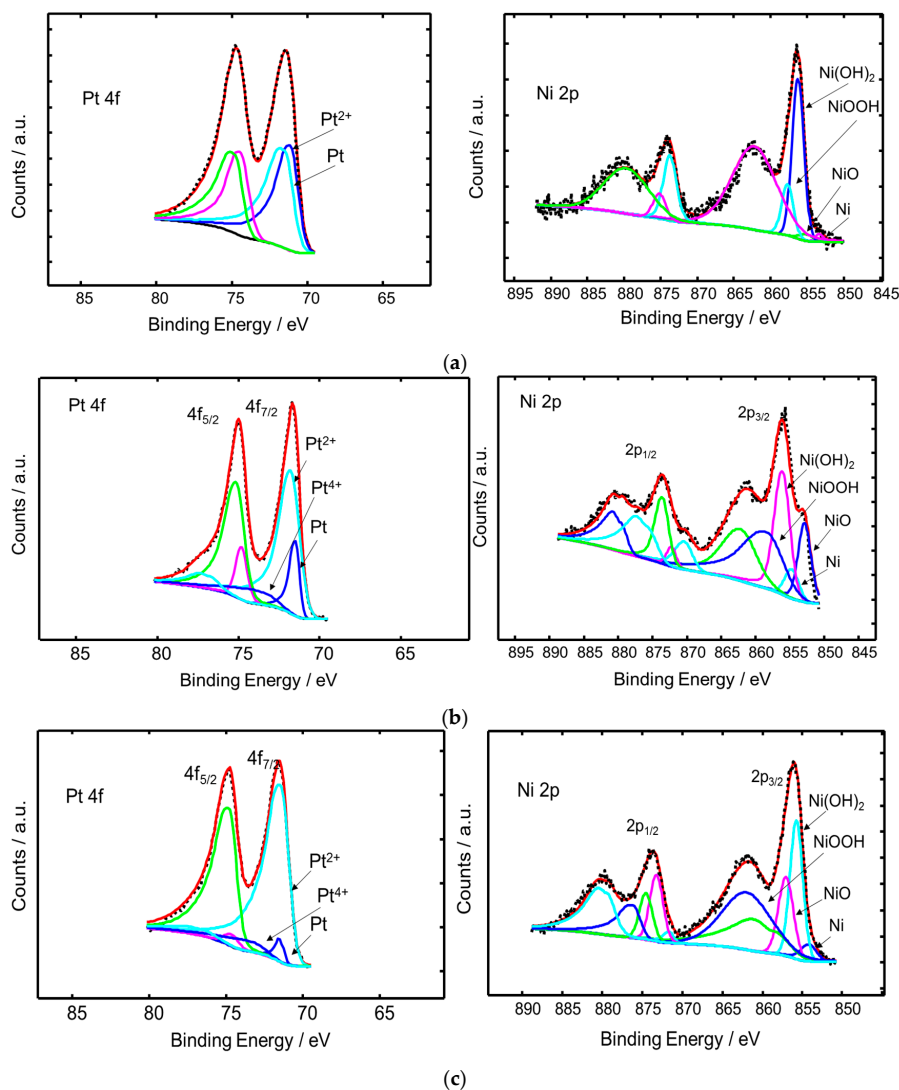 (a)
Pt 4f
Pt2+
Pt
Counts / a.u.
85 80 75 70 65
Binding Energy / eV
Ni 2p
Ni(OH)2
NiOOH
NiO
Ni
Counts / a.u.
895 890 880 875 870 865 860 855 850 845
Binding Energy / eV
(a)
Pt 4f
4f5/2
4f7/2
Pt2+
Pt4+
Pt
Counts / a.u.
85 80 75 70 65
Binding Energy / eV
Ni 2p
2p1/2
2p3/2
Ni(OH)2
NiOOH
NiO
Ni
Counts / a.u.
895 890 885 880 875 870 865 860 855 850 845
Binding Energy / eV
(b)
Pt 4f
4f5/2
4f7/2
Pt2+
Pt4+
Pt
Counts / a.u.
80 75 70 65
Binding Energy / eV
Ni 2p
2p1/2
2p3/2
Ni(OH)2
NiOOH
NiO
Ni
Counts / a.u.
890 885 880 875 870 865 860 855 850
Binding Energy / eV
(c)